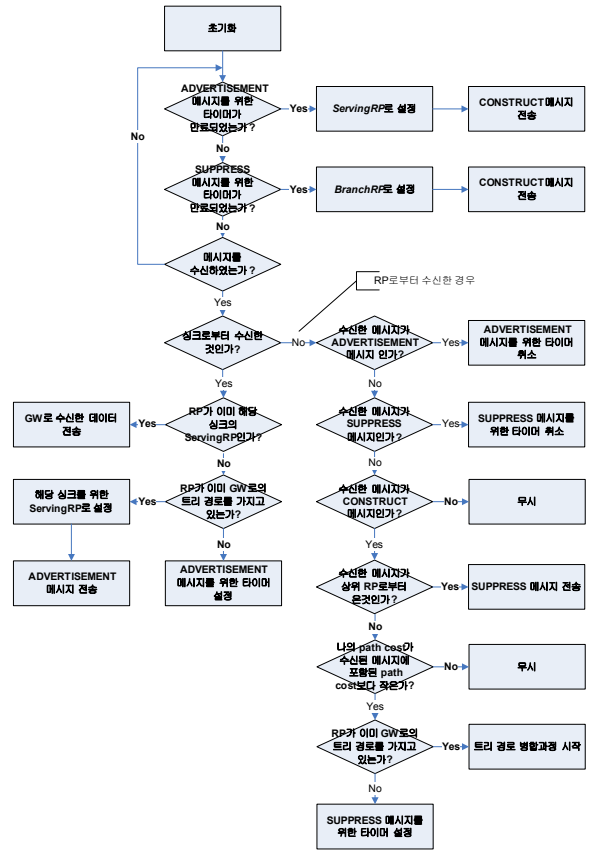 초기화
ADVERTISEMENT
메시지를 위한
타이머가
만료되었는가?
Yes
ServingRP로 설정
CONSTRUCT메시지
전송
No
No
SUPPRESS
메시지를 위한
타이머가
만료되었는가?
Yes
BranchRP로 설정
CONSTRUCT메시지
전송
No
메시지를
수신하였는가?
Yes
RP로부터 수신한 경우
싱크로부터 수신한
것인가?
No
수신한 메시지가
ADVERTISEMENT
메시지 인가?
Yes
ADVERTISEMENT
메시지를 위한 타이머
취소
Yes
No
GW로 수신한 데이터
전송
Yes
RP가 이미 해당
싱크의
ServingRP인가?
수신한 메시지가
SUPPRESS
메시지인가?
Yes
SUPPRESS 메시지를
위한 타이머 취소
No
No
해당 싱크를 위한
ServingRP로 설정
Yes
RP가 이미 GW로의
트리 경로를 가지고
있는가?
수신한 메시지가
CONSTRUCT
메시지인가?
No
무시
No
Yes
ADVERTISEMENT
메시지 전송
ADVERTISEMENT
메시지를 위한 타이머
설정
수신한 메시지가
상위 RP로부터
온것인가?
Yes
SUPPRESS 메시지 전송
No
나의 path cost가
수신된 메시지에
포함된 path
cost보다 작은가?
No
무시
Yes
RP가 이미 GW로의
트리 경로를 가지고
있는가?
Yes
트리 경로 병합과정 시작
No
SUPPRESS 메시지를
위한 타이머 설정